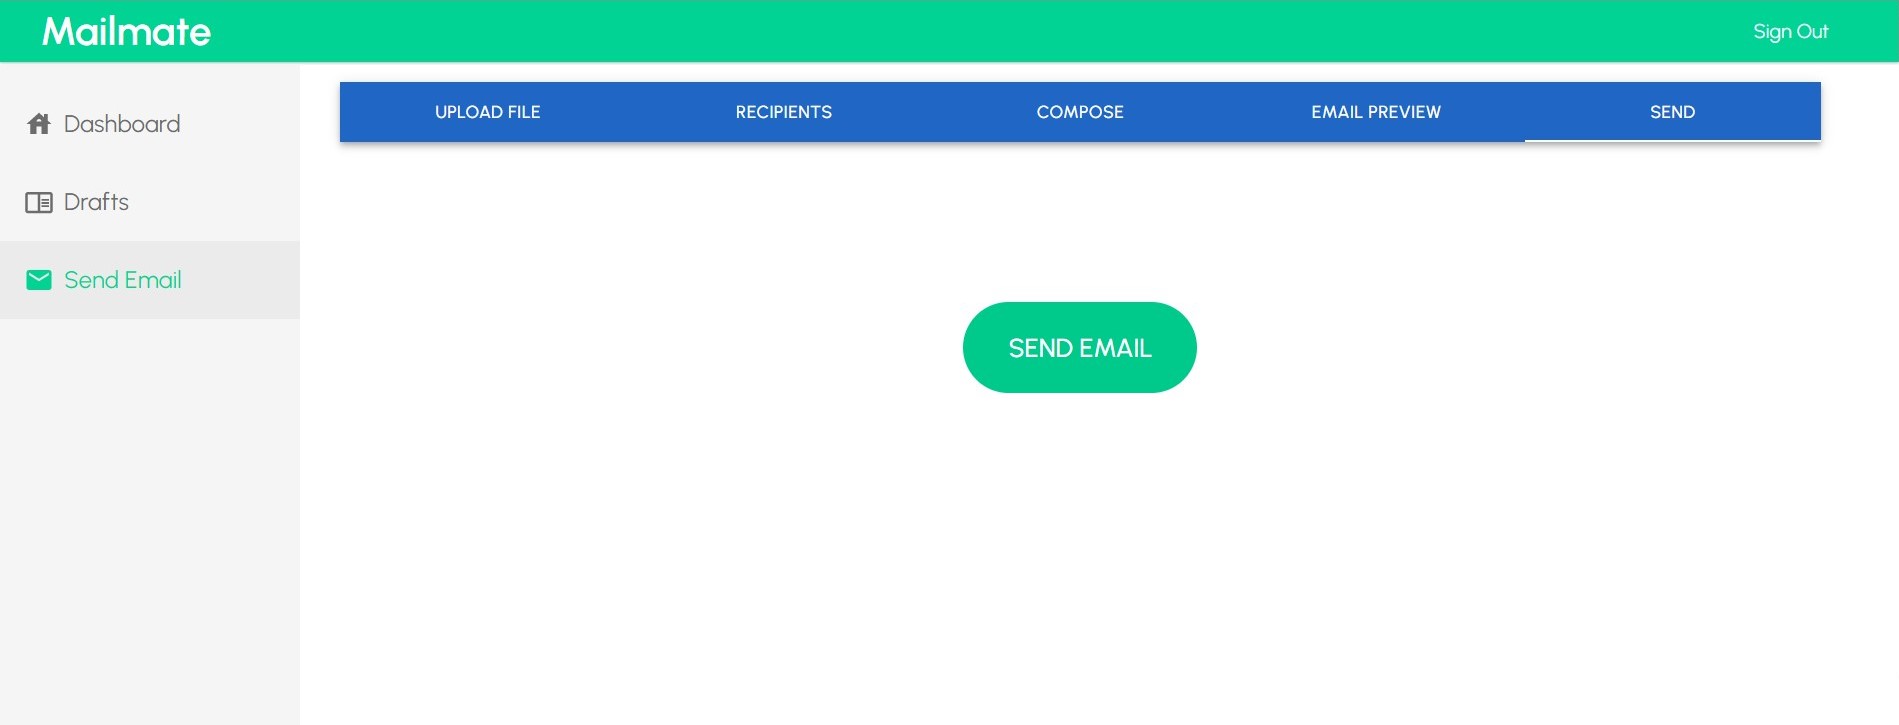 Mailmate
Sign Out
Dashboard
Drafts
Send Email
UPLOAD FILE
RECIPIENTS
COMPOSE
EMAIL PREVIEW
SEND
SEND EMAIL